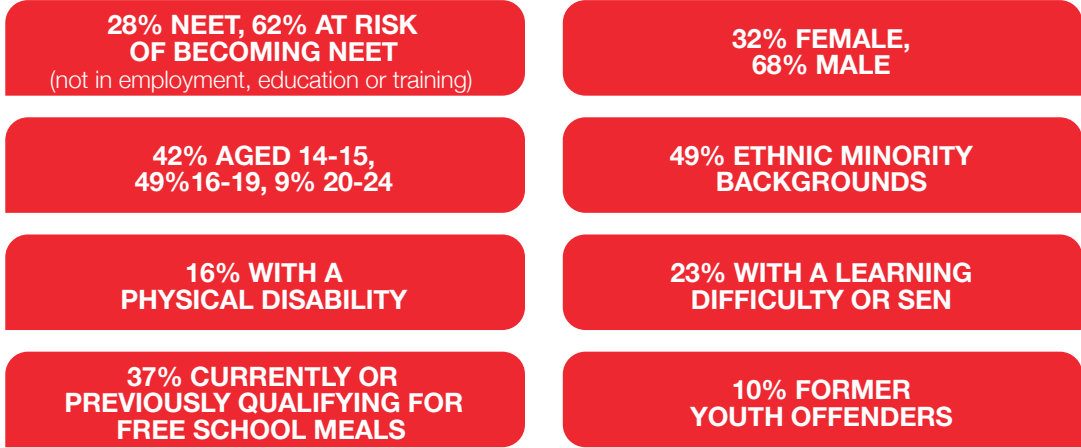 28% NEET, 62% AT RISK
OF BECOMING NEET
(not in employment, education or training)
32% FEMALE,
68% MALE
42% AGED 14-15,
49%16-19, 9% 20-24
49% ETHNIC MINORITY
BACKGROUNDS
16% WITH A
PHYSICAL DISABILITY
23% WITH A LEARNING
DIFFICULTY OR SEN
37% CURRENTLY OR
PREVIOUSLY QUALIFYING FOR
FREE SCHOOL MEALS
10% FORMER
YOUTH OFFENDERS